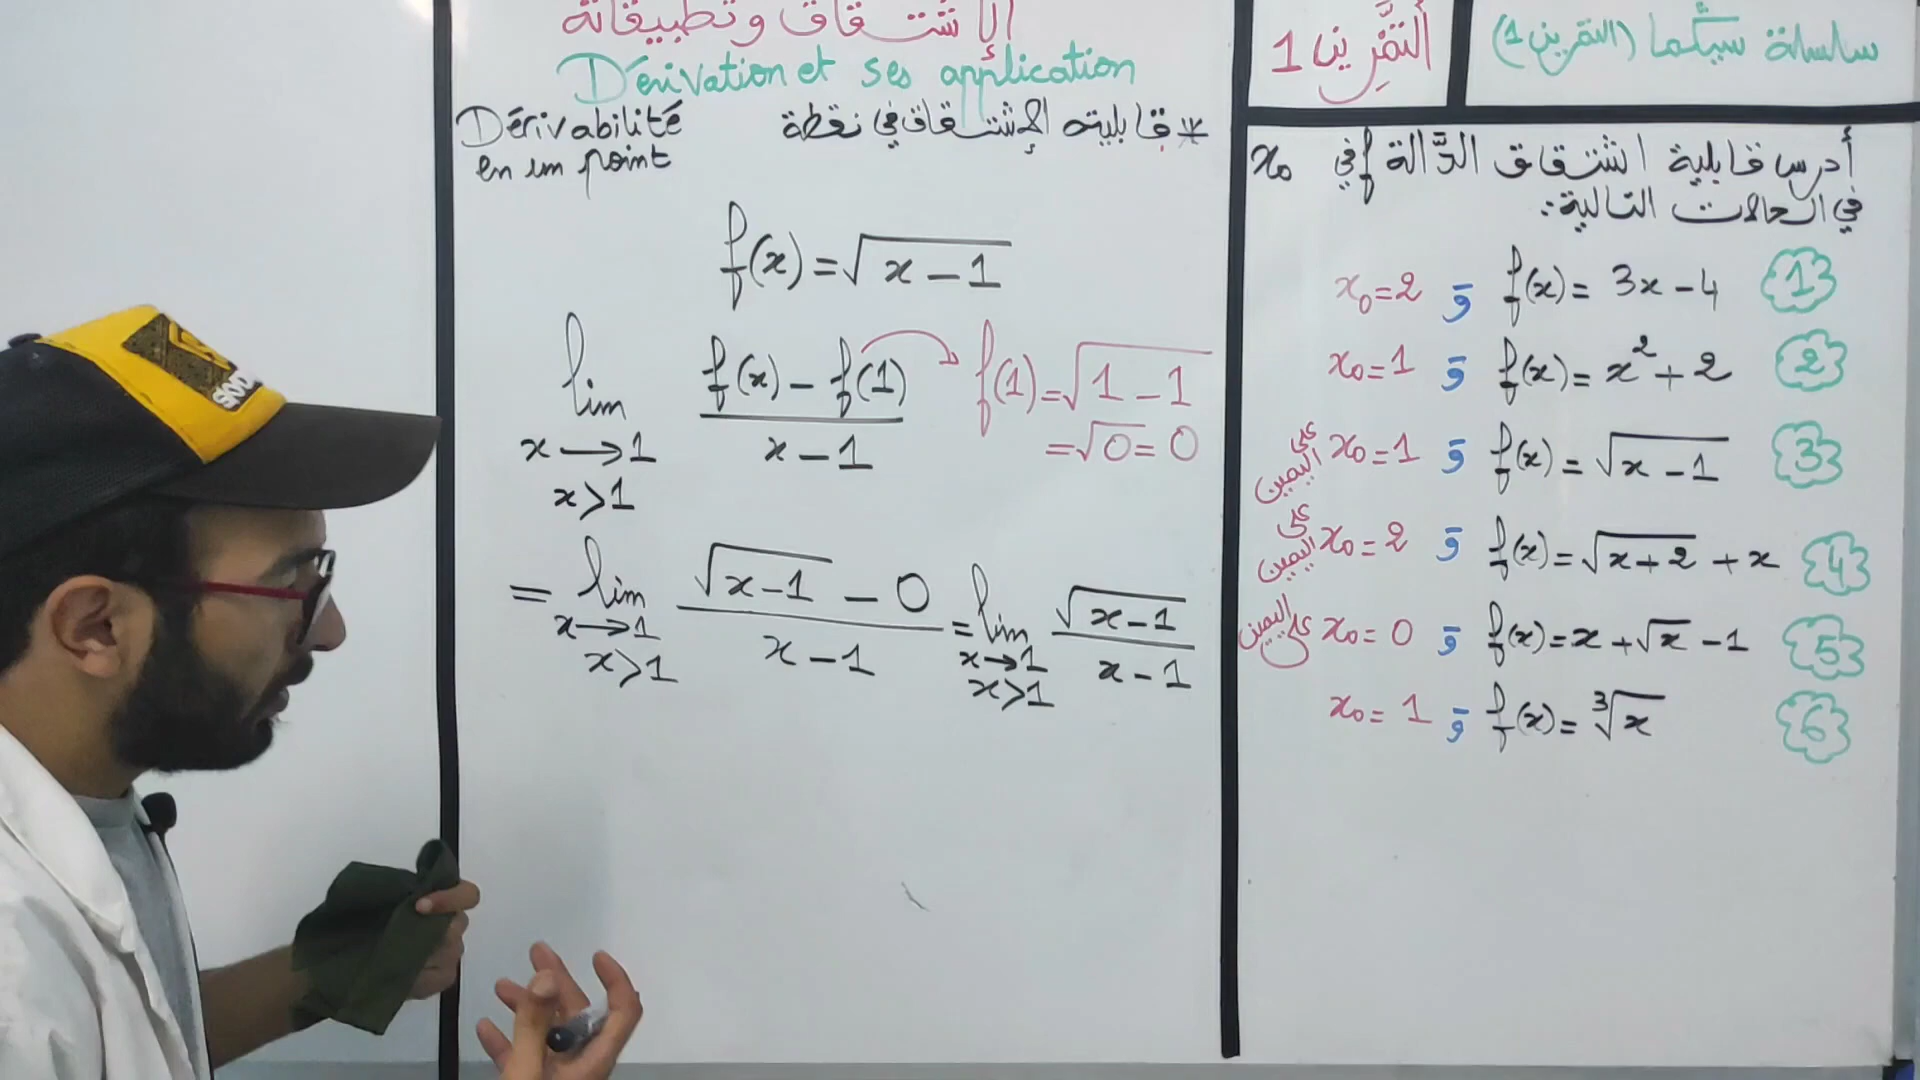 سلسلة سيگما (التمرين 1)
التمرين 1
أدرس قابلية اشتقاق الدالة f في x₀
في الحالات التالية:
1 f(x) = 3x - 4 و x₀ = 2
2 f(x) = x² + 2 و x₀ = 1
3 f(x) = √(x - 1) و x₀ = 1 على اليمين
4 f(x) = √(x + 2) + x و x₀ = 2 على اليمين
5 f(x) = x + √x - 1 و x₀ = 0 على اليمين
6 f(x) = ³√x و x₀ = 1
الإشتقاق وتطبيقاته
Dérivation et ses application
* قابلية الإشتقاق في نقطة
Dérivabilité
en un point
f(x) = √(x - 1)
lim x→1 x>1 (f(x) - f(1))/(x - 1)
f(1) = √(1 - 1)
= √0 = 0
= lim x→1 x>1 (√(x-1) - 0)/(x - 1) = lim x→1 x>1 √(x-1)/(x - 1)